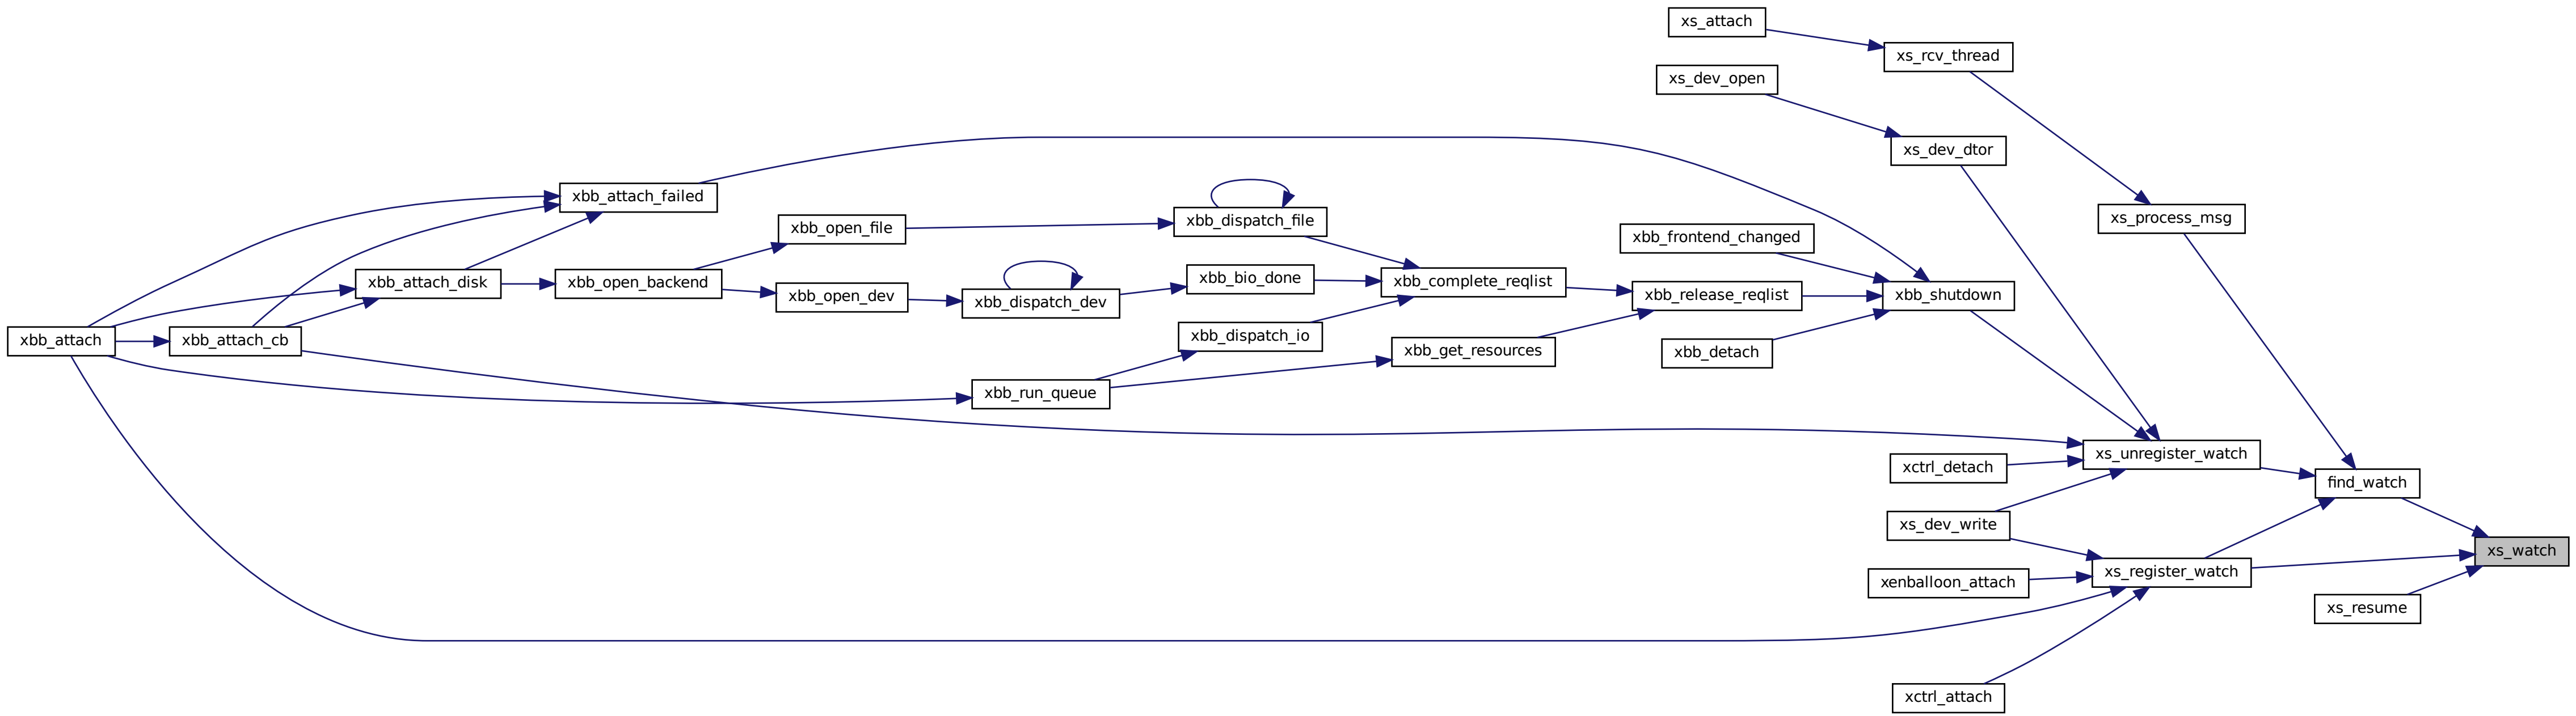 xs_attach
xs_rcv_thread
xs_dev_open
xs_dev_dtor
xbb_attach_failed
xs_process_msg
xbb_dispatch_file
xbb_open_file
xbb_frontend_changed
xbb_bio_done
xbb_complete_reqlist
xbb_attach_disk
xbb_open_backend
xbb_open_dev
xbb_dispatch_dev
xbb_release_reqlist
xbb_shutdown
xbb_dispatch_io
xbb_attach
xbb_attach_cb
xbb_get_resources
xbb_detach
xbb_run_queue
xs_unregister_watch
xctrl_detach
find_watch
xs_dev_write
xs_watch
xs_register_watch
xenballoon_attach
xs_resume
xctrl_attach